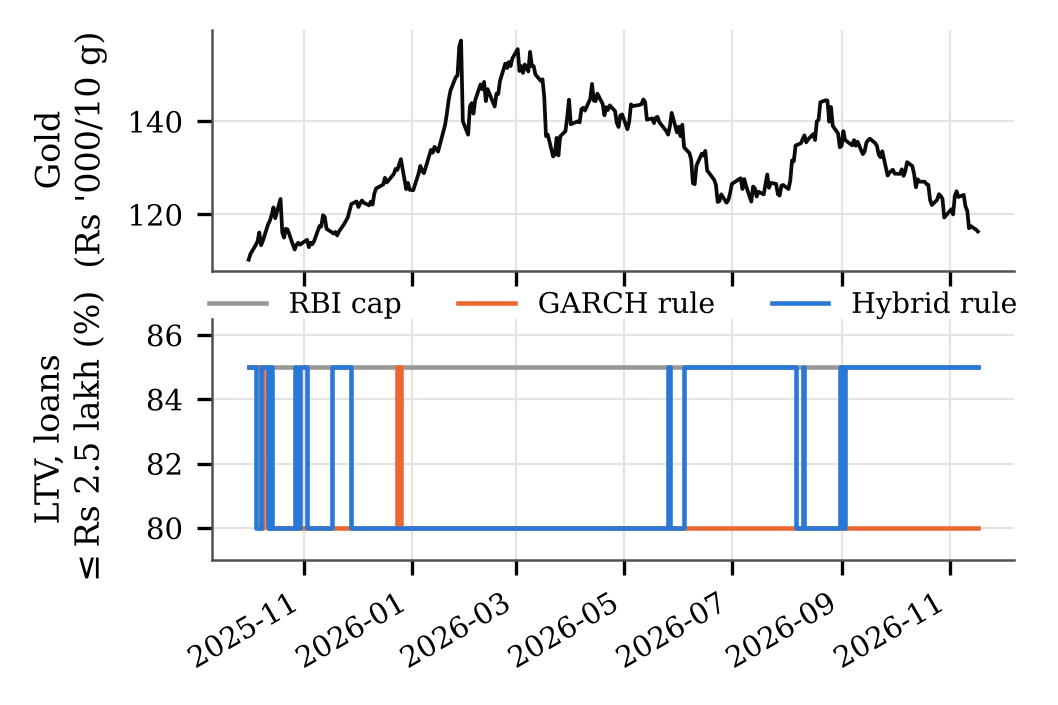 Gold
(Rs '000/10 g)
140
120
RBI cap GARCH rule Hybrid rule
LTV, loans
≤ Rs 2.5 lakh (%)
86
84
82
80
2025-11 2026-01 2026-03 2026-05 2026-07 2026-09 2026-11